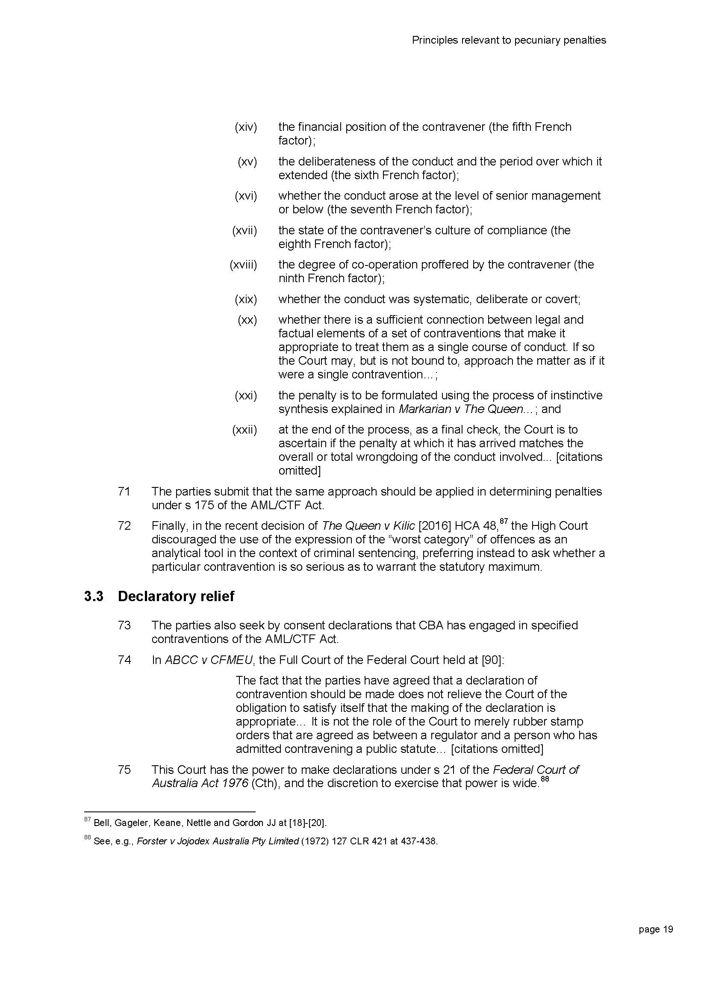 Principles relevant to pecuniary penalties
(xiv) the financial position of the contravener (the fifth French
factor);
(xv) the deliberateness of the conduct and the period over which it
extended (the sixth French factor);
(xvi) whether the conduct arose at the level of senior management
or below (the seventh French factor);
(xvii) the state of the contravener’s culture of compliance (the
eighth French factor);
(xviii) the degree of co-operation proffered by the contravener (the
ninth French factor);
(xix) whether the conduct was systematic, deliberate or covert;
(xx) whether there is a sufficient connection between legal and
factual elements of a set of contraventions that make it
appropriate to treat them as a single course of conduct. If so
the Court may, but is not bound to, approach the matter as if it
were a single contravention…;
(xxi) the penalty is to be formulated using the process of instinctive
synthesis explained in Markarian v The Queen…; and
(xxii) at the end of the process, as a final check, the Court is to
ascertain if the penalty at which it has arrived matches the
overall or total wrongdoing of the conduct involved… [citations
omitted]
71 The parties submit that the same approach should be applied in determining penalties
under s 175 of the AML/CTF Act.
72 Finally, in the recent decision of The Queen v Kilic [2016] HCA 48,87 the High Court
discouraged the use of the expression of the “worst category” of offences as an
analytical tool in the context of criminal sentencing, preferring instead to ask whether a
particular contravention is so serious as to warrant the statutory maximum.
3.3 Declaratory relief
73 The parties also seek by consent declarations that CBA has engaged in specified
contraventions of the AML/CTF Act.
74 In ABCC v CFMEU, the Full Court of the Federal Court held at [90]:
The fact that the parties have agreed that a declaration of
contravention should be made does not relieve the Court of the
obligation to satisfy itself that the making of the declaration is
appropriate… It is not the role of the Court to merely rubber stamp
orders that are agreed as between a regulator and a person who has
admitted contravening a public statute… [citations omitted]
75 This Court has the power to make declarations under s 21 of the Federal Court of
Australia Act 1976 (Cth), and the discretion to exercise that power is wide.88
87 Bell, Gageler, Keane, Nettle and Gordon JJ at [18]-[20].
88 See, e.g., Forster v Jojodex Australia Pty Limited (1972) 127 CLR 421 at 437-438.
page 19